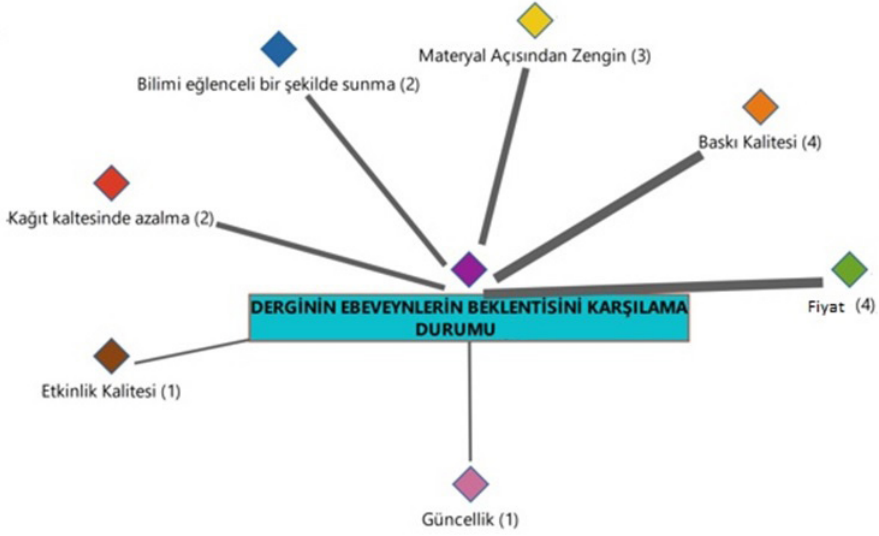 Materyal Açısından Zengin (3)
Bilimi eğlenceli bir şekilde sunma (2)
Baskı Kalitesi (4)
Kağıt kaltesinde azalma (2)
DERGİNİN EBEVEYNLERİN BEKLENTİSİNİ KARŞILAMA
DURUMU
Fiyat (4)
Etkinlik Kalitesi (1)
Güncellik (1)